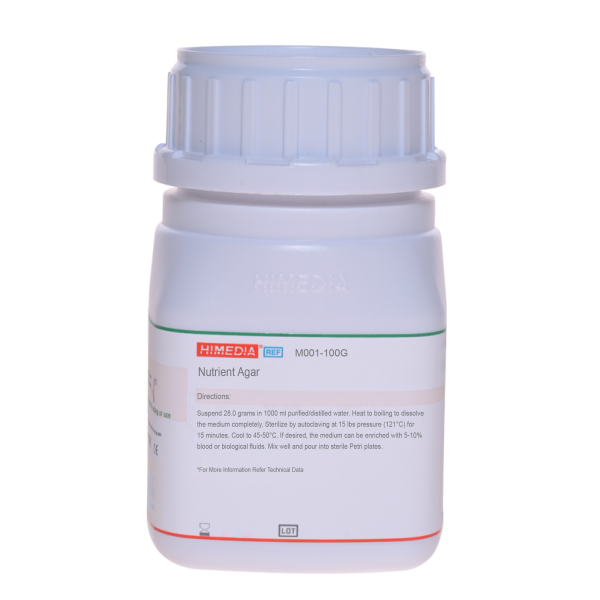 HIMEDIA
HIMEDIA® REF M001-100G
Nutrient Agar
Directions:
Suspend 28.0 grams in 1000 ml purified/distilled water. Heat to boiling to dissolve
the medium completely. Sterilize by autoclaving at 15 lbs pressure (121°C) for
15 minutes. Cool to 45-50°C. If desired, the medium can be enriched with 5-10%
blood or biological fluids. Mix well and pour into sterile Petri plates.
*For More Information Refer Technical Data
or use
CE
LOT